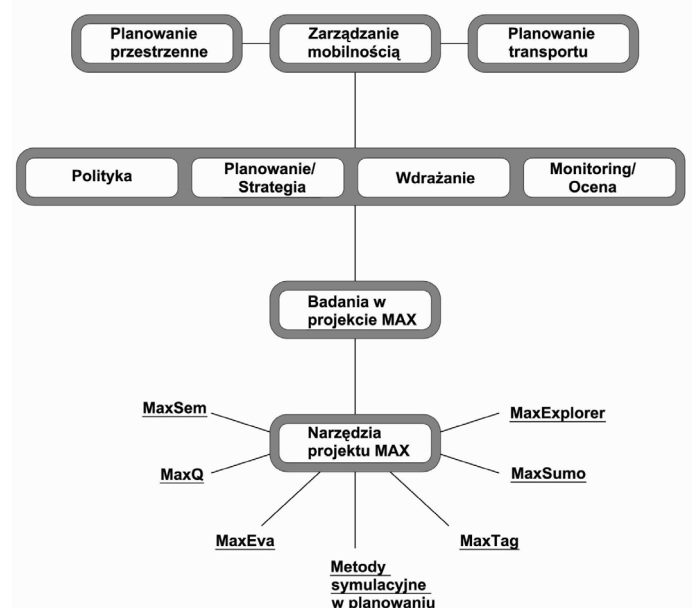 Planowanie
przestrzenne
Zarządzanie
mobilnością
Planowanie
transportu
Polityka
Planowanie/
Strategia
Wdrażanie
Monitoring/
Ocena
Badania w
projekcie MAX
Narzędzia
projektu MAX
MaxSem
MaxExplorer
MaxQ
MaxSumo
MaxEva
MaxTag
Metody
symulacyjne
w planowaniu